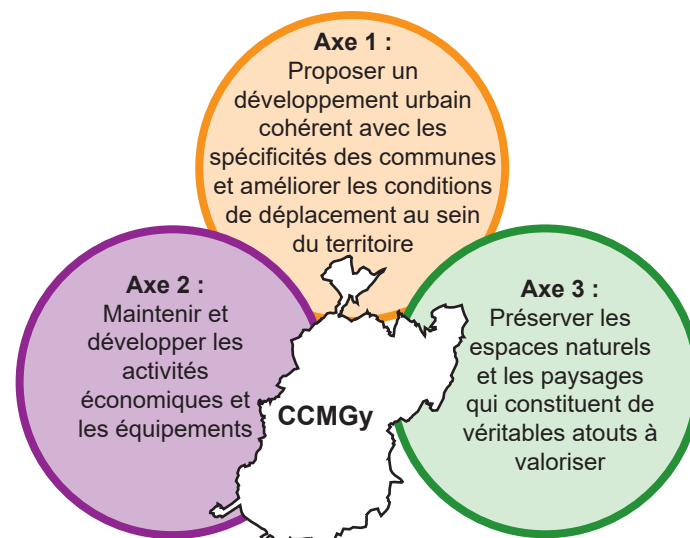 Axe 1 :
Proposer un
développement urbain
cohérent avec les
spécificités des communes
et améliorer les conditions
de déplacement au sein
du territoire
Axe 2 :
Maintenir et
développer les
activités
économiques et
les équipements
CCMGy
Axe 3 :
Préserver les
espaces naturels
et les paysages
qui constituent de
véritables atouts à
valoriser